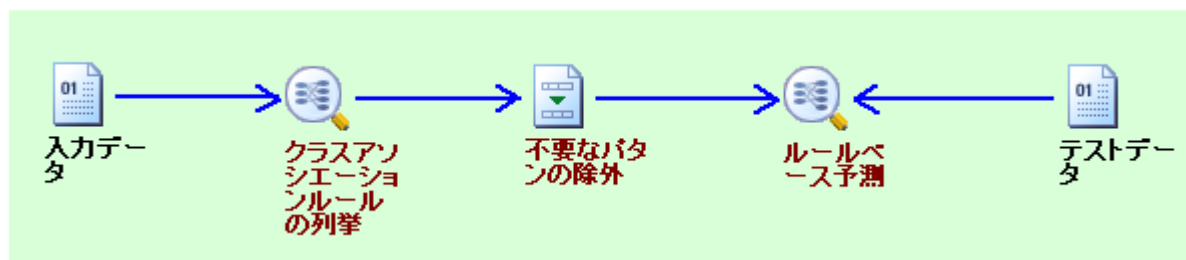 入力デー
タ
クラスアソ
シエーショ
ンルール
の列挙
不要なパタ
ンの除外
ルールベ
ース予測
テストデー
タ